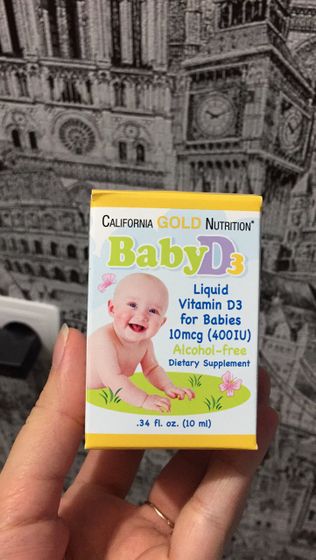 CALIFORNIA GOLD NUTRITION®
BabyD3
Liquid
Vitamin D3
for Babies
10mcg (400IU)
Alcohol-free
Dietary Supplement
.34 fl. oz. (10 ml)